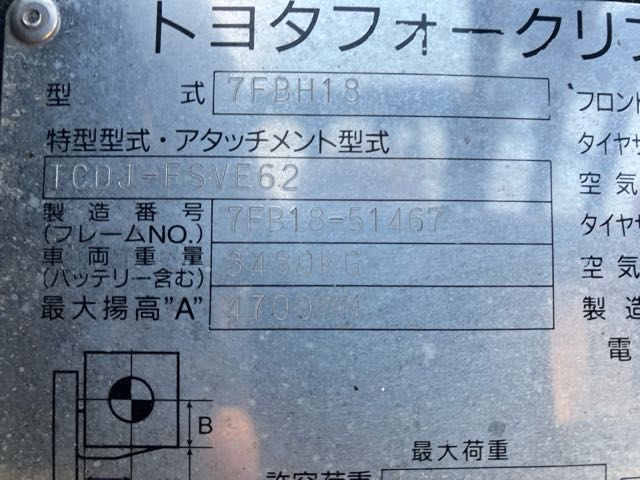 トヨタフォークリフ
型 式 7FBH18
フロント
特型型式・アタッチメント型式
タイヤサ
TCDJ-FSVE62
空気
製造番号
(フレームNO.) 7FB18-51467
タイヤサ
車両重量
(バッテリー含む) 3480KG
空気
最大揚高"A" 4700MM
製造
電
B
最大荷重
許容荷重